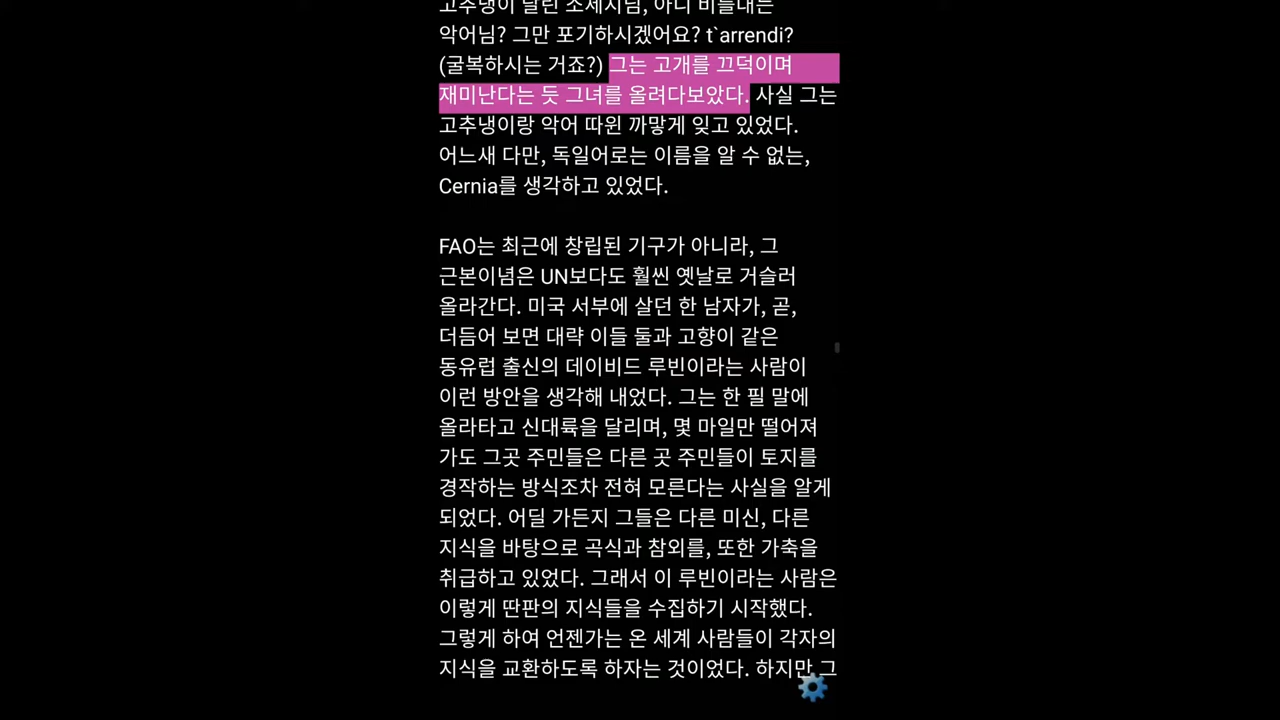 고추냉이 달린 소세지님, 아니 비틀대는
악어님? 그만 포기하시겠어요? t`arrendi?
(굴복하시는 거죠?) 그는 고개를 끄덕이며
재미난다는 듯 그녀를 올려다보았다. 사실 그는
고추냉이랑 악어 따윈 까맣게 잊고 있었다.
어느새 다만, 독일어로는 이름을 알 수 없는,
Cernia를 생각하고 있었다.
FAO는 최근에 창립된 기구가 아니라, 그
근본이념은 UN보다도 훨씬 옛날로 거슬러
올라간다. 미국 서부에 살던 한 남자가, 곧,
더듬어 보면 대략 이들 둘과 고향이 같은
동유럽 출신의 데이비드 루빈이라는 사람이
이런 방안을 생각해 내었다. 그는 한 필 말에
올라타고 신대륙을 달리며, 몇 마일만 떨어져
가도 그곳 주민들은 다른 곳 주민들이 토지를
경작하는 방식조차 전혀 모른다는 사실을 알게
되었다. 어딜 가든지 그들은 다른 미신, 다른
지식을 바탕으로 곡식과 참외를, 또한 가축을
취급하고 있었다. 그래서 이 루빈이라는 사람은
이렇게 딴판의 지식들을 수집하기 시작했다.
그렇게 하여 언젠가는 온 세계 사람들이 각자의
지식을 교환하도록 하자는 것이었다. 하지만 그